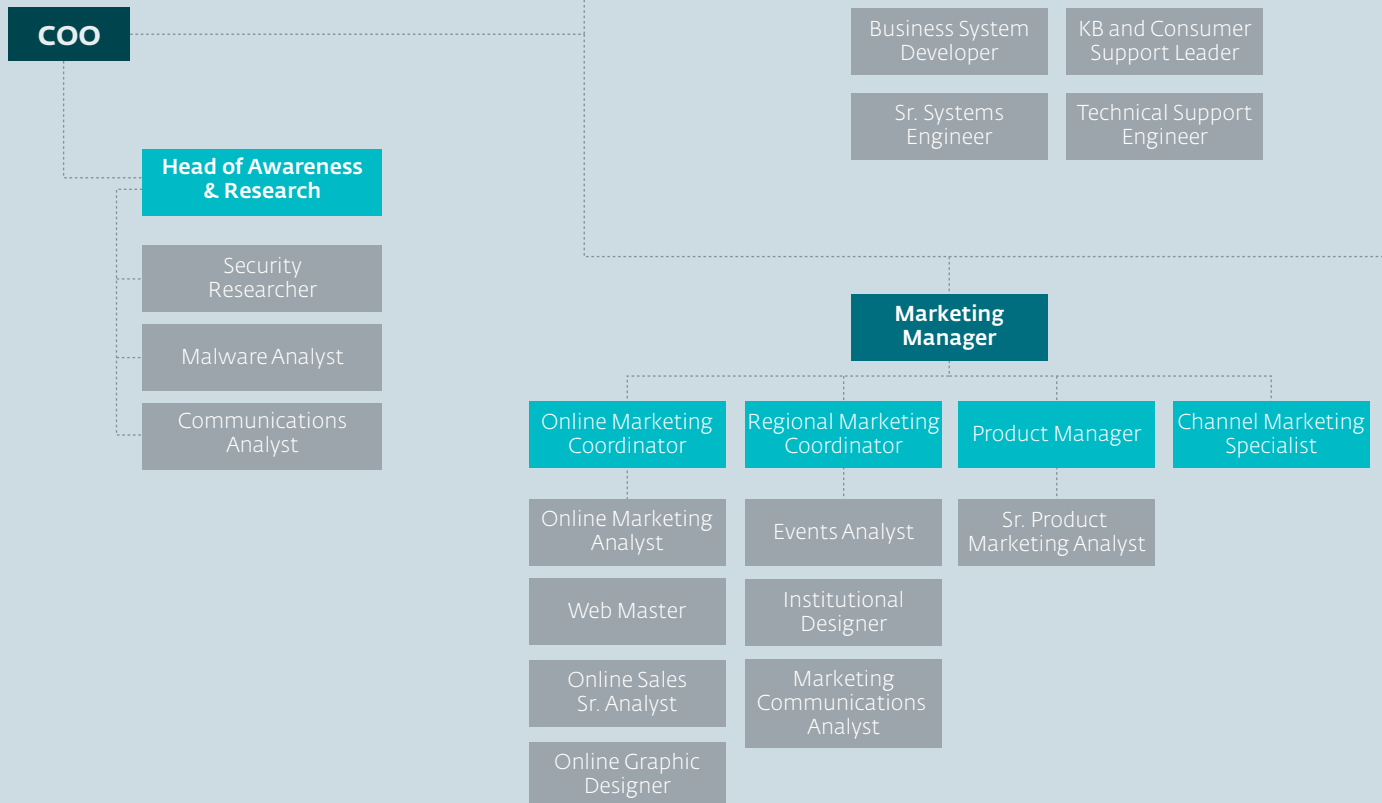 COO
Business System
Developer
KB and Consumer
Support Leader
Sr. Systems
Engineer
Technical Support
Engineer
Head of Awareness
& Research
Security
Researcher
Malware Analyst
Communications
Analyst
Marketing
Manager
Online Marketing
Coordinator
Regional Marketing
Coordinator
Product Manager
Channel Marketing
Specialist
Online Marketing
Analyst
Events Analyst
Sr. Product
Marketing Analyst
Web Master
Institutional
Designer
Online Sales
Sr. Analyst
Marketing
Communications
Analyst
Online Graphic
Designer